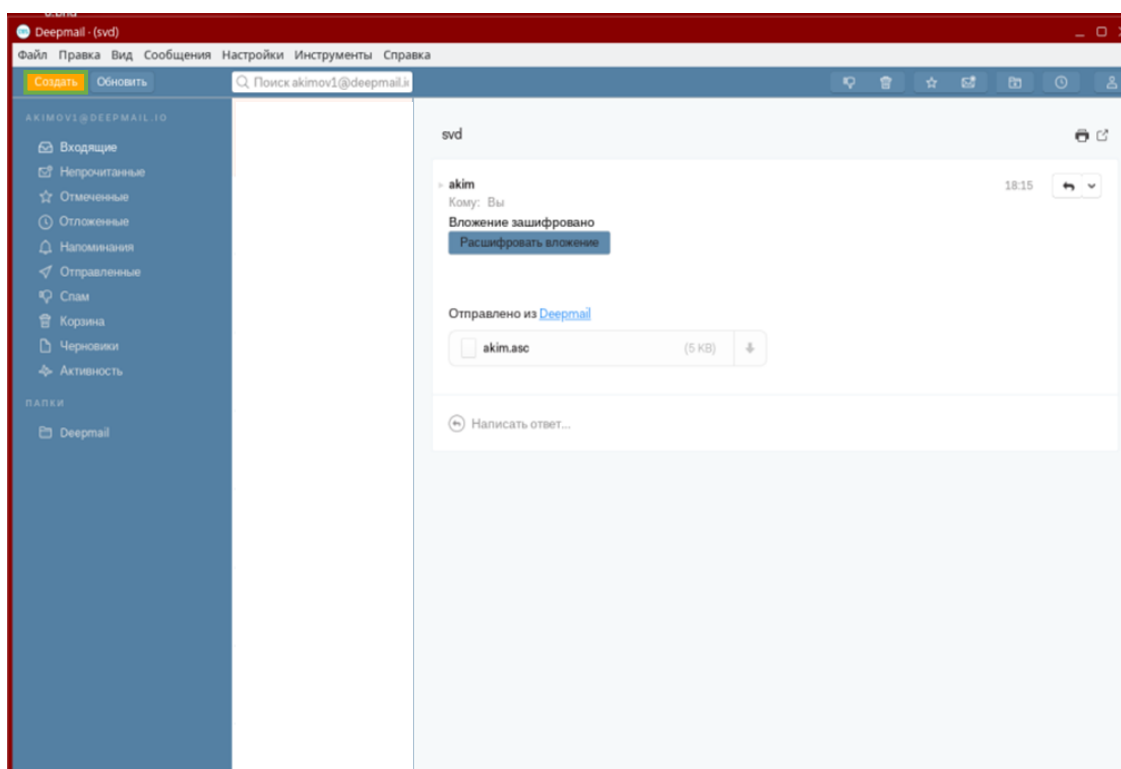 Deepmail · (svd)
Файл Правка Вид Сообщения Настройки Инструменты Справка
Создать Обновить Поиск akimov1@deepmail.i
AKIMOV1@DEEPMAIL.IO
Входящие
Непрочитанные
Отмеченные
Отложенные
Напоминания
Отправленные
Спам
Корзина
Черновики
Активность
ПАПКИ
Deepmail
svd
akim 18:15
Кому: Вы
Вложение зашифровано
Расшифровать вложение
Отправлено из Deepmail
akim.asc (5 KB)
Написать ответ...